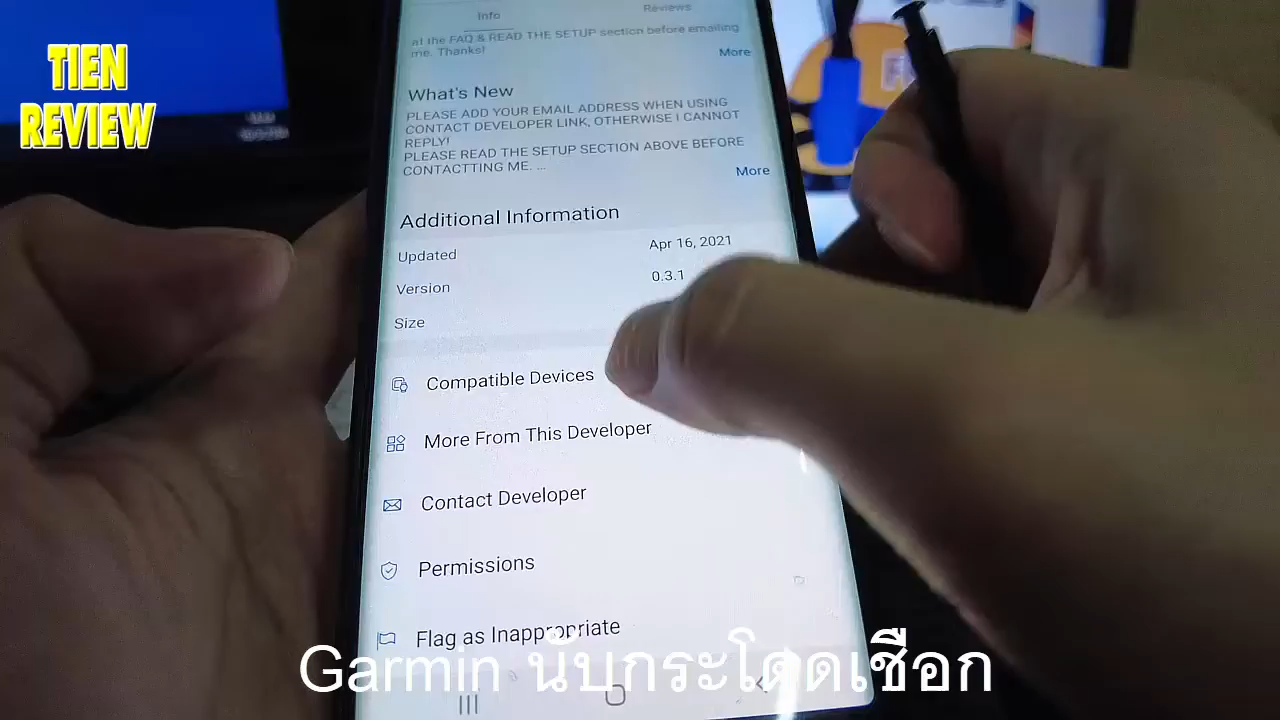 TIEN
REVIEW
Info
Reviews
at the FAQ & READ THE SETUP section before emailing
me. Thanks!
More
What's New
PLEASE ADD YOUR EMAIL ADDRESS WHEN USING
CONTACT DEVELOPER LINK, OTHERWISE I CANNOT
REPLY!
PLEASE READ THE SETUP SECTION ABOVE BEFORE
CONTACTTING ME. ...
More
Additional Information
Updated
Apr 16, 2021
Version
0.3.1
Size
Compatible Devices
More From This Developer
Contact Developer
Permissions
Flag as Inappropriate
Garmin นับกระโดดเชือก